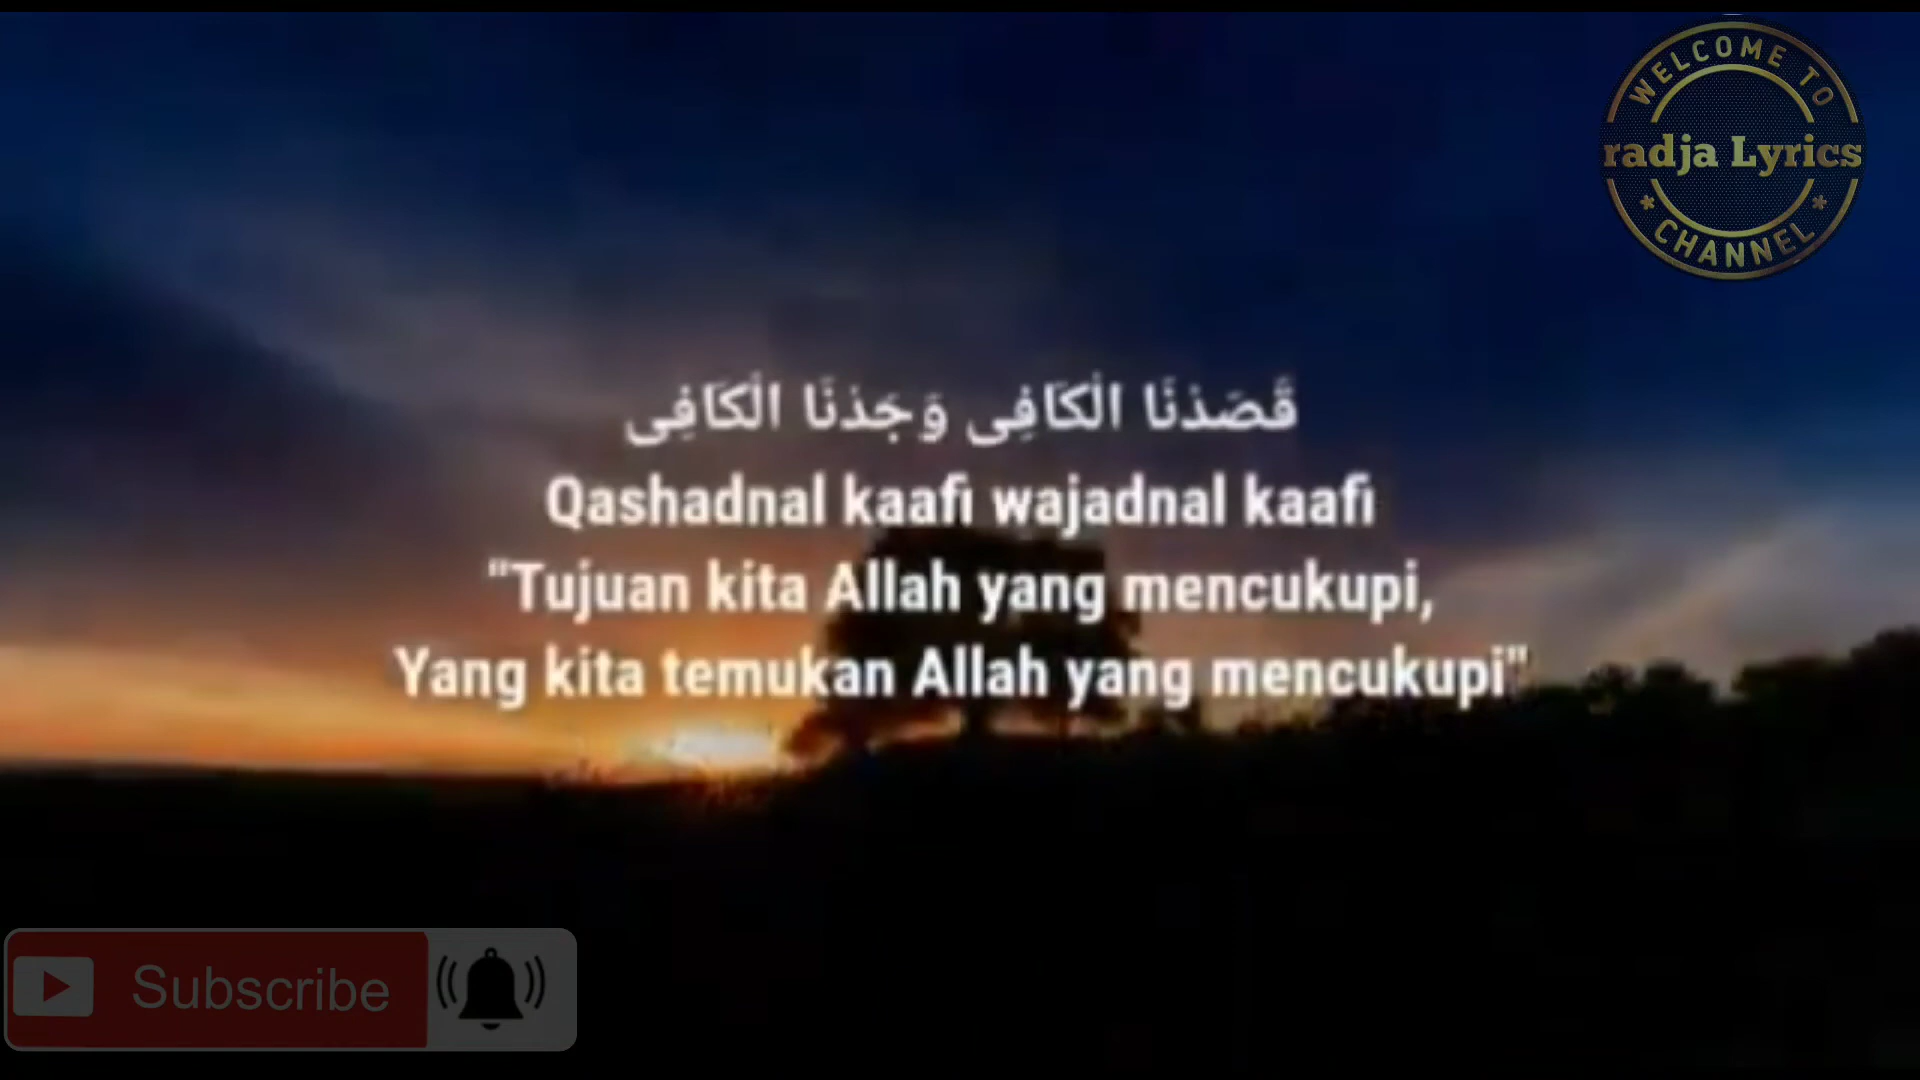 WELCOME TO
radja Lyrics
* CHANNEL *
قَصَدْنَا الْكَافِى وَجَدْنَا الْكَافِى
Qashadnal kaafi wajadnal kaafi
"Tujuan kita Allah yang mencukupi,
Yang kita temukan Allah yang mencukupi"
Subscribe